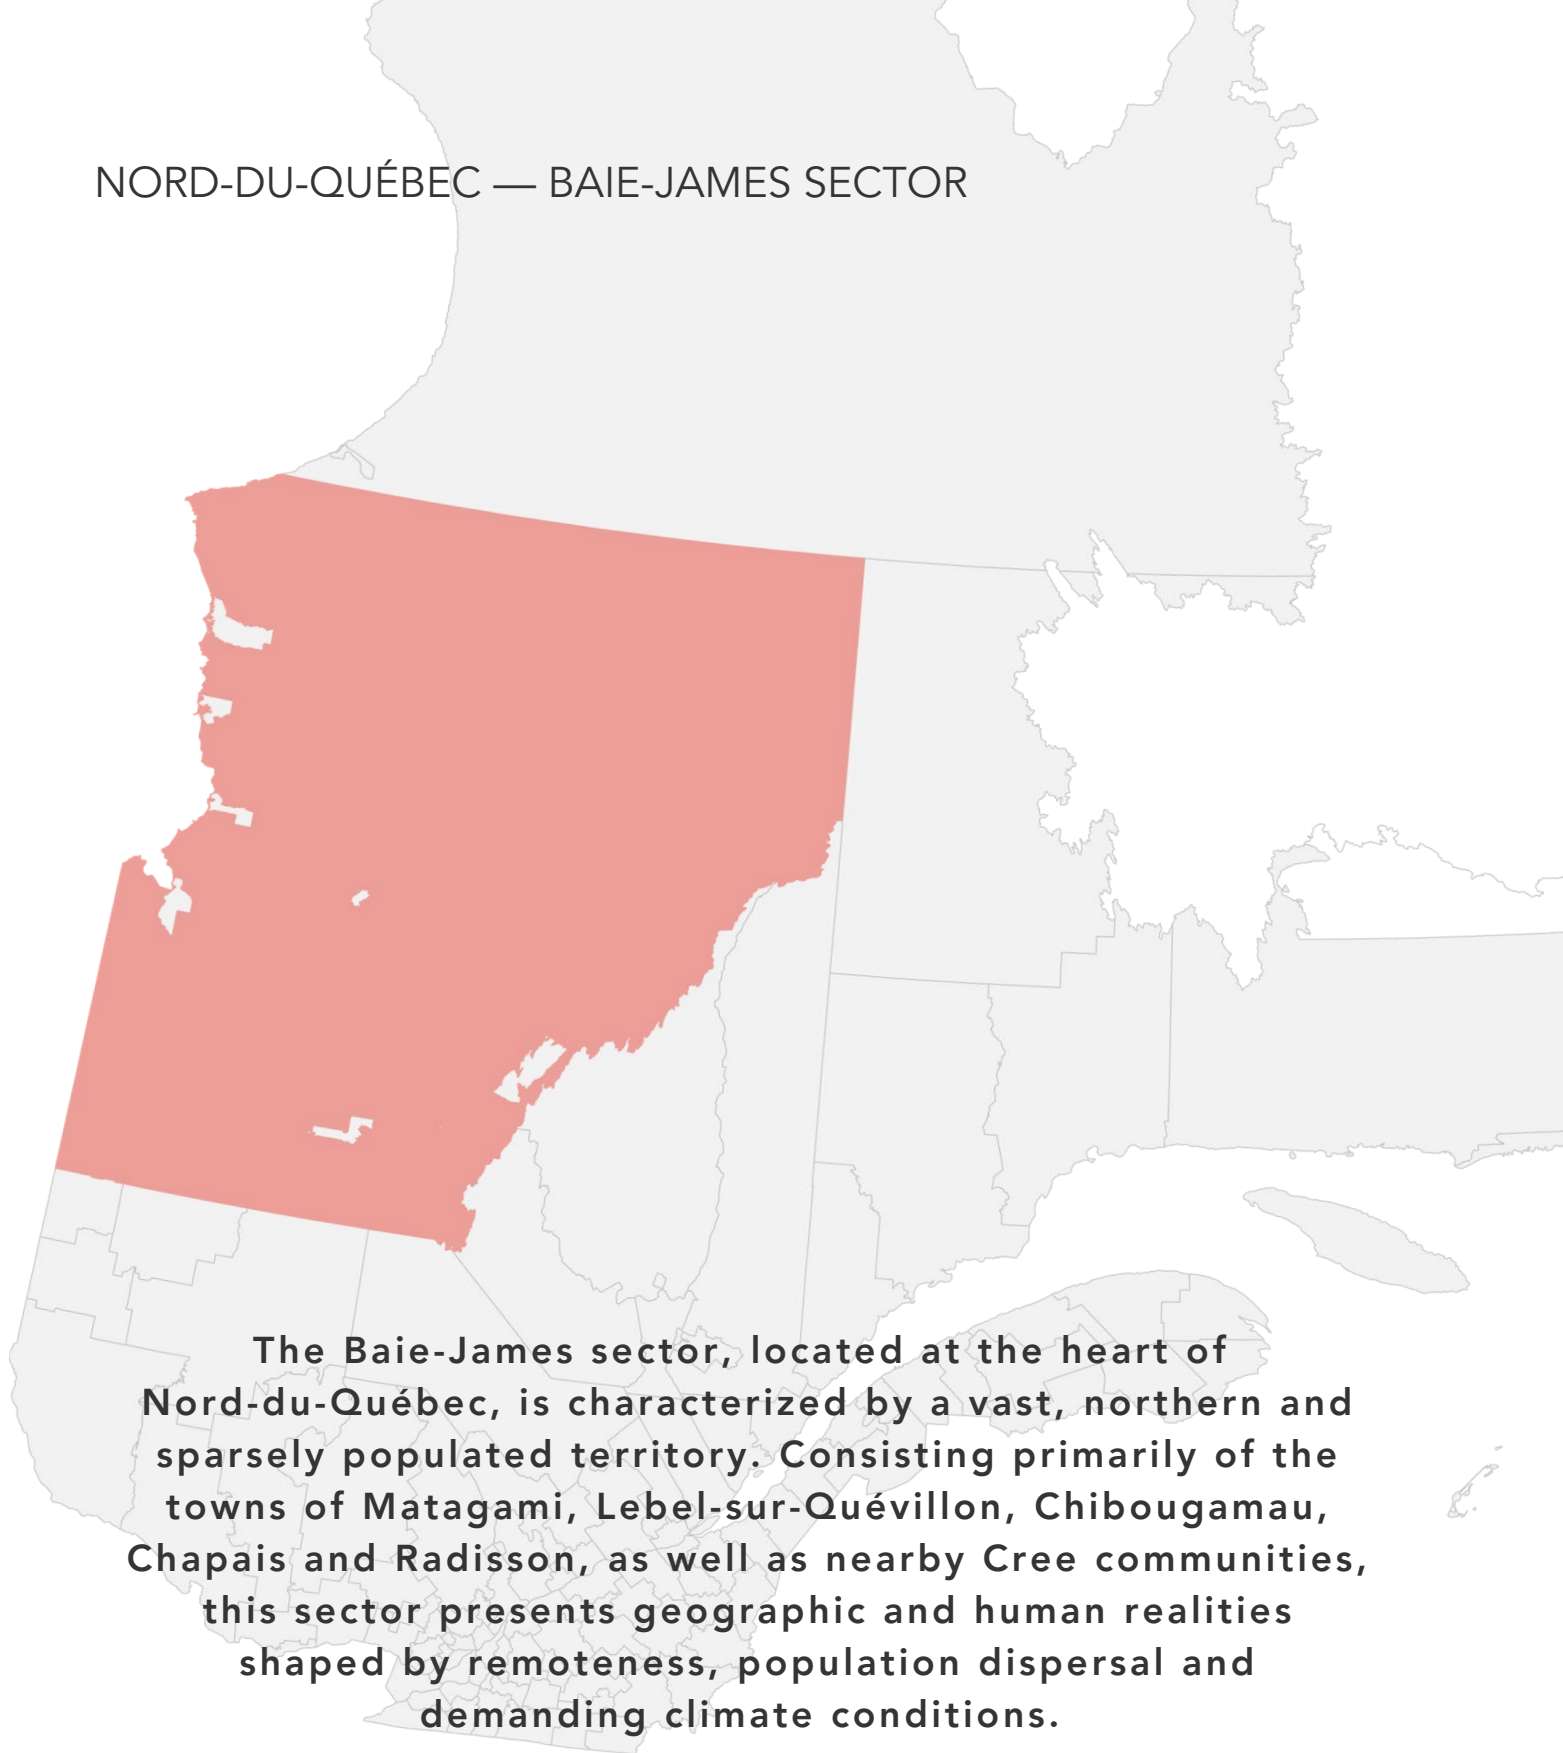 NORD-DU-QUÉBEC — BAIE-JAMES SECTOR
The Baie-James sector, located at the heart of
Nord-du-Québec, is characterized by a vast, northern and
sparsely populated territory. Consisting primarily of the
towns of Matagami, Lebel-sur-Quévillon, Chibougamau,
Chapais and Radisson, as well as nearby Cree communities,
this sector presents geographic and human realities
shaped by remoteness, population dispersal and
demanding climate conditions.